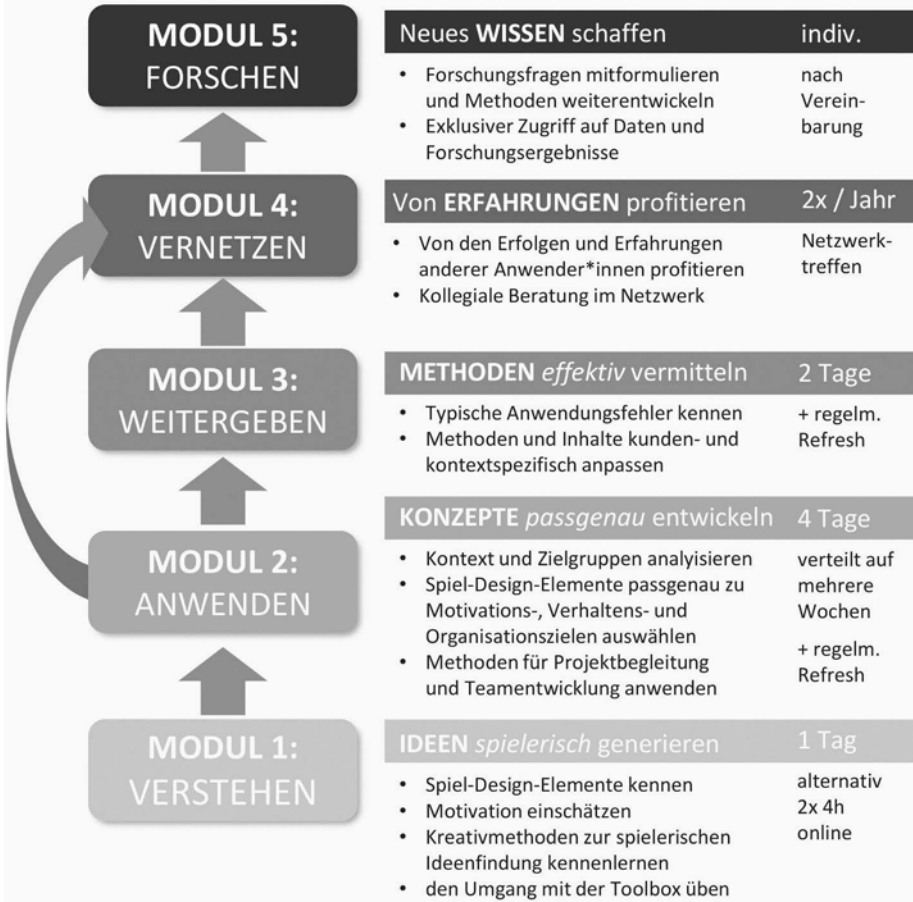 MODUL 5:
FORSCHEN
Neues WISSEN schaffen
indiv.
• Forschungsfragen mitformulieren
und Methoden weiterentwickeln
• Exklusiver Zugriff auf Daten und
Forschungsergebnisse
nach
Verein-
barung
MODUL 4:
VERNETZEN
Von ERFAHRUNGEN profitieren
2x / Jahr
• Von den Erfolgen und Erfahrungen
anderer Anwender*innen profitieren
• Kollegiale Beratung im Netzwerk
Netzwerk-
treffen
MODUL 3:
WEITERGEBEN
METHODEN effektiv vermitteln
2 Tage
• Typische Anwendungsfehler kennen
• Methoden und Inhalte kunden- und
kontextspezifisch anpassen
+ regelm.
Refresh
MODUL 2:
ANWENDEN
KONZEPTE passgenau entwickeln
4 Tage
• Kontext und Zielgruppen analyisieren
• Spiel-Design-Elemente passgenau zu
Motivations-, Verhaltens- und
Organisationszielen auswählen
• Methoden für Projektbegleitung
und Teamentwicklung anwenden
verteilt auf
mehrere
Wochen
+ regelm.
Refresh
MODUL 1:
VERSTEHEN
IDEEN spielerisch generieren
1 Tag
• Spiel-Design-Elemente kennen
• Motivation einschätzen
• Kreativmethoden zur spielerischen
Ideenfindung kennenlernen
• den Umgang mit der Toolbox üben
alternativ
2x 4h
online